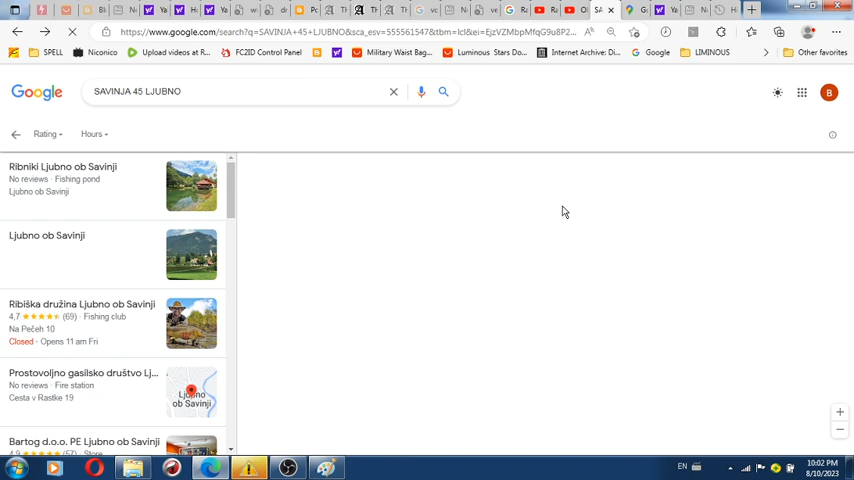 https://www.google.com/search?q=SAVINJA+45+LJUBNO&sca_esv=555561547&tbm=lcl&ei=EjzVZMbpMfqG9u8P2...
SPELL
Niconico
Upload videos at R...
FC2ID Control Panel
Military Waist Bag...
Luminous Stars Do...
Internet Archive: Di...
Google
LIMINOUS
Other favorites
Google
SAVINJA 45 LJUBNO
B
Rating
Hours
Ribniki Ljubno ob Savinji
No reviews · Fishing pond
Ljubno ob Savinji
Ljubno ob Savinji
Ribiška družina Ljubno ob Savinji
4,7 (69) · Fishing club
Na Pečeh 10
Closed · Opens 11 am Fri
Prostovoljno gasilsko društvo Lj...
No reviews · Fire station
Cesta v Rastke 19
Ljubno
ob Savinji
Bartog d.o.o. PE Ljubno ob Savinji
4,9 (57) · Store
EN
10:02 PM
8/10/2023